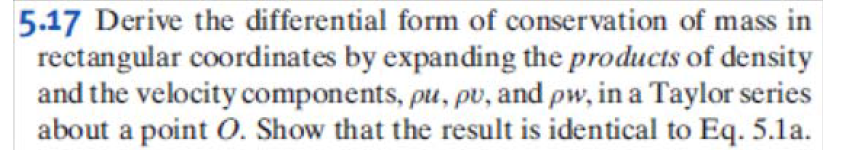 5.17 Derive the differential form of conservation of mass in
rectangular coordinates by expanding the products of density
and the velocity components, ρu, ρv, and ρw, in a Taylor series
about a point O. Show that the result is identical to Eq. 5.1a.